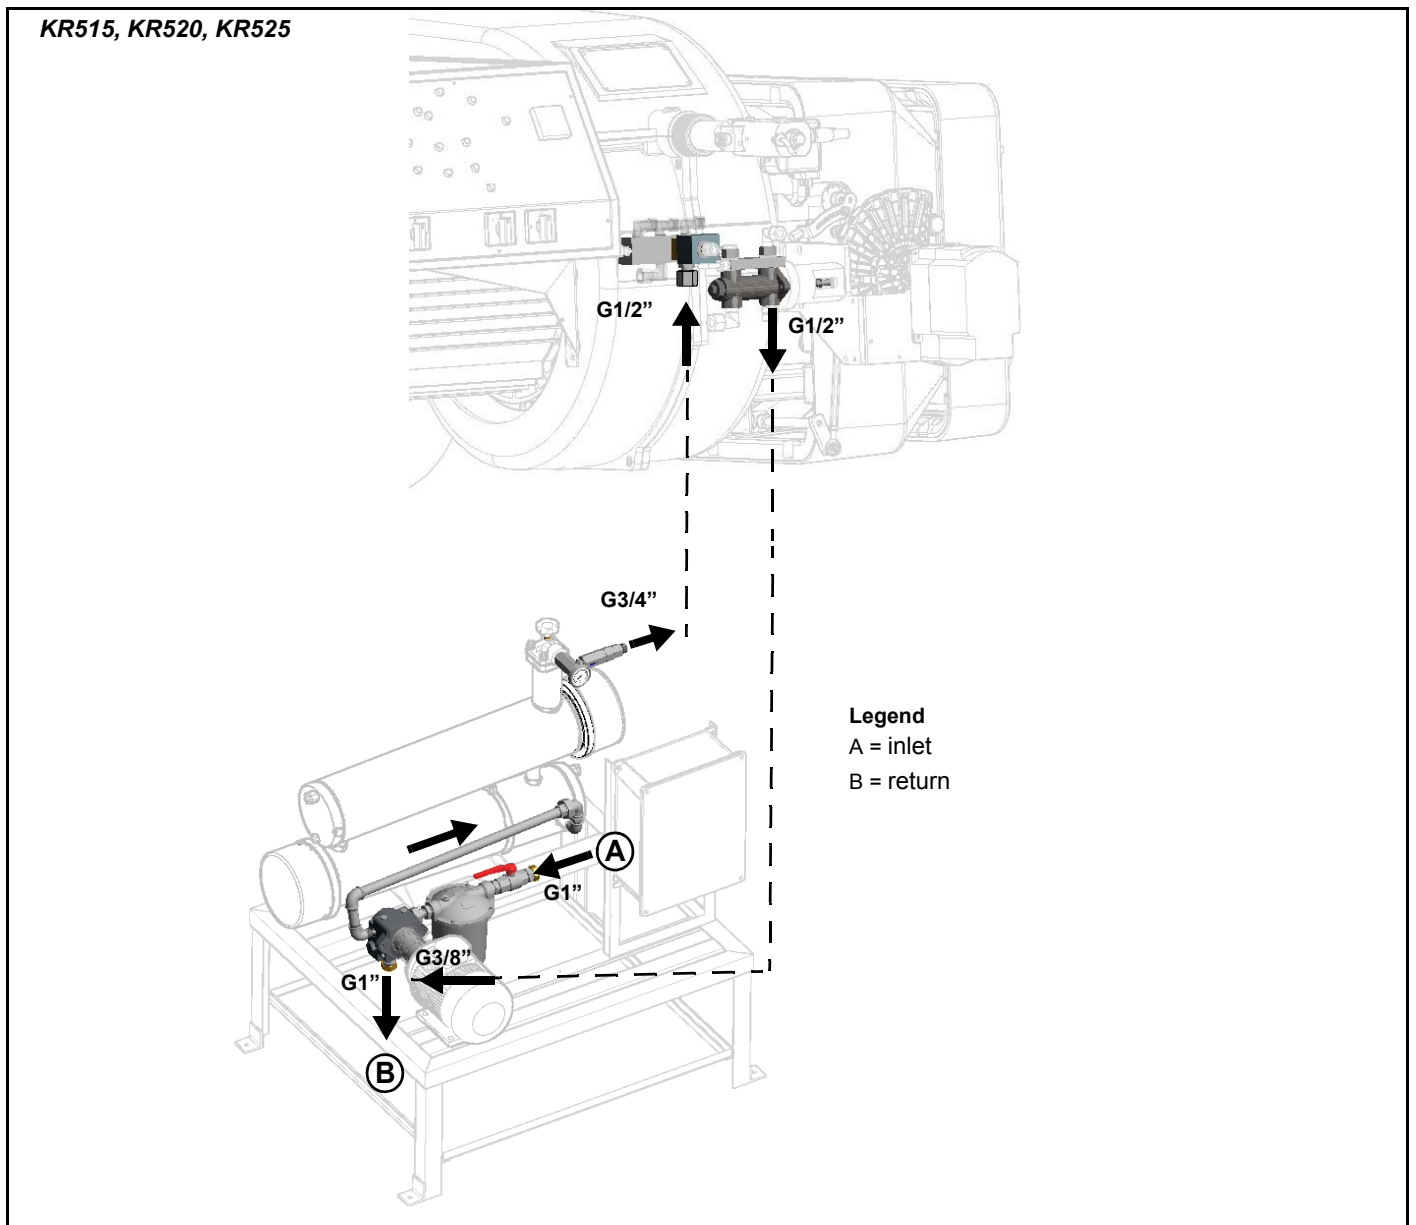 KR515, KR520, KR525
G1/2”
G1/2”
G3/4”
Legend
A = inlet
B = return
A
G1”
G3/8”
G1”
B